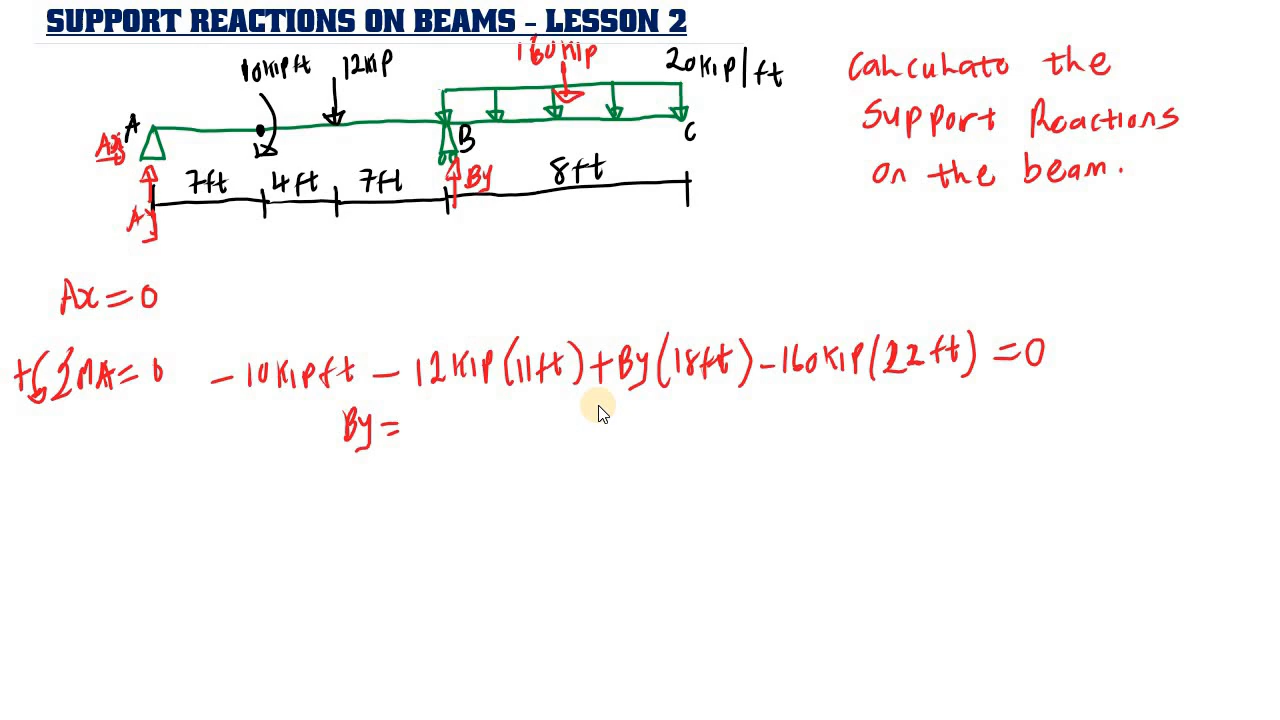 SUPPORT REACTIONS ON BEAMS - LESSON 2
10kipft 12kip 160kip 20kip/ft
Calculate the
Support Reactions
on the beam.
A B C
Ax
7ft 4ft 7ft By 8ft
Ay
Ax = 0
+ΣMA = 0 - 10kipft - 12kip(11ft) + By(18ft) - 160kip(22ft) = 0
By =